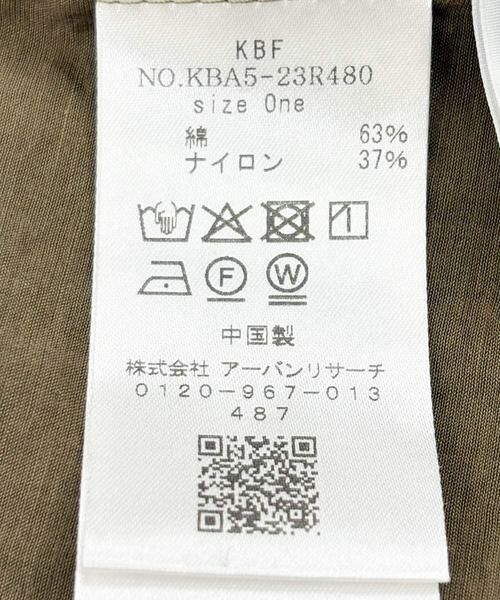 KBF
NO.KBA5-23R480
size One
綿 63%
ナイロン 37%
F W
中国製
株式会社 アーバンリサーチ
0120-967-013
487